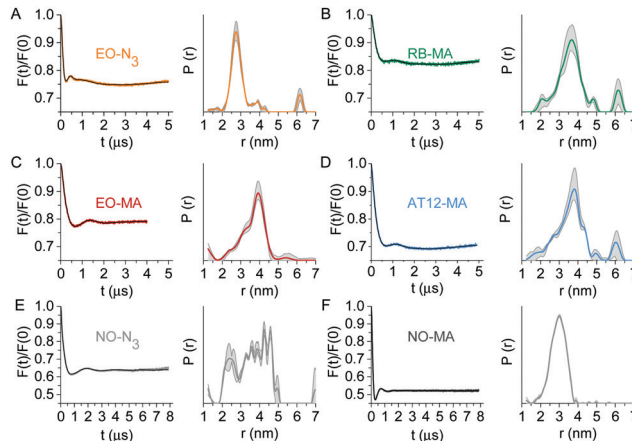 A
F(t)/F(0)
1.0
0.9
0.8
0.7
EO-N3
0 1 2 3 4 5
t (µs)
P (r)
1 2 3 4 5 6 7
r (nm)
B
F(t)/F(0)
1.0
0.9
0.8
0.7
RB-MA
0 1 2 3 4 5
t (µs)
P (r)
1 2 3 4 5 6 7
r (nm)
C
F(t)/F(0)
1.0
0.9
0.8
0.7
EO-MA
0 1 2 3 4 5
t (µs)
P (r)
1 2 3 4 5 6 7
r (nm)
D
F(t)/F(0)
1.0
0.9
0.8
0.7
AT12-MA
0 1 2 3 4 5
t (µs)
P (r)
1 2 3 4 5 6 7
r (nm)
E
F(t)/F(0)
1.0
0.9
0.8
0.7
0.6
0.5
NO-N3
0 1 2 3 4 5 6 7 8
t (µs)
P (r)
1 2 3 4 5 6 7
r (nm)
F
F(t)/F(0)
1.0
0.9
0.8
0.7
0.6
0.5
NO-MA
0 1 2 3 4 5 6 7 8
t (µs)
P (r)
1 2 3 4 5 6 7
r (nm)